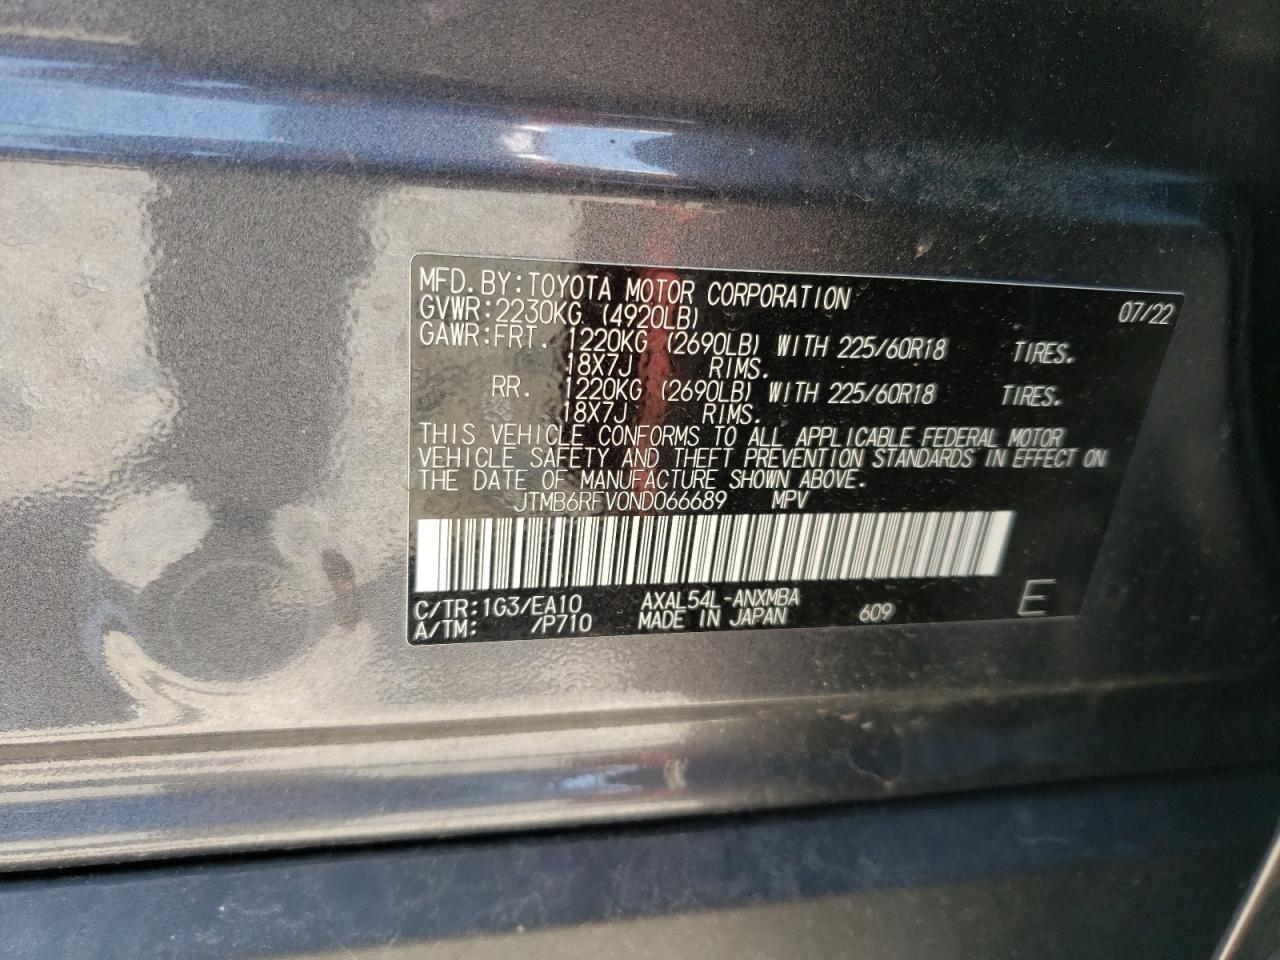 MFD. BY: TOYOTA MOTOR CORPORATION 07/22
GVWR: 2230KG (4920LB)
GAWR: FRT. 1220KG (2690LB) WITH 225/60R18 TIRES.
18X7J RIMS.
RR. 1220KG (2690LB) WITH 225/60R18 TIRES.
18X7J RIMS.
THIS VEHICLE CONFORMS TO ALL APPLICABLE FEDERAL MOTOR
VEHICLE SAFETY AND THEFT PREVENTION STANDARDS IN EFFECT ON
THE DATE OF MANUFACTURE SHOWN ABOVE.
JTMB6RFV0ND066689 MPV
C/TR: 1G3/EA10 AXAL54L-ANXMBA
A/TM: /P710 MADE IN JAPAN 609 E